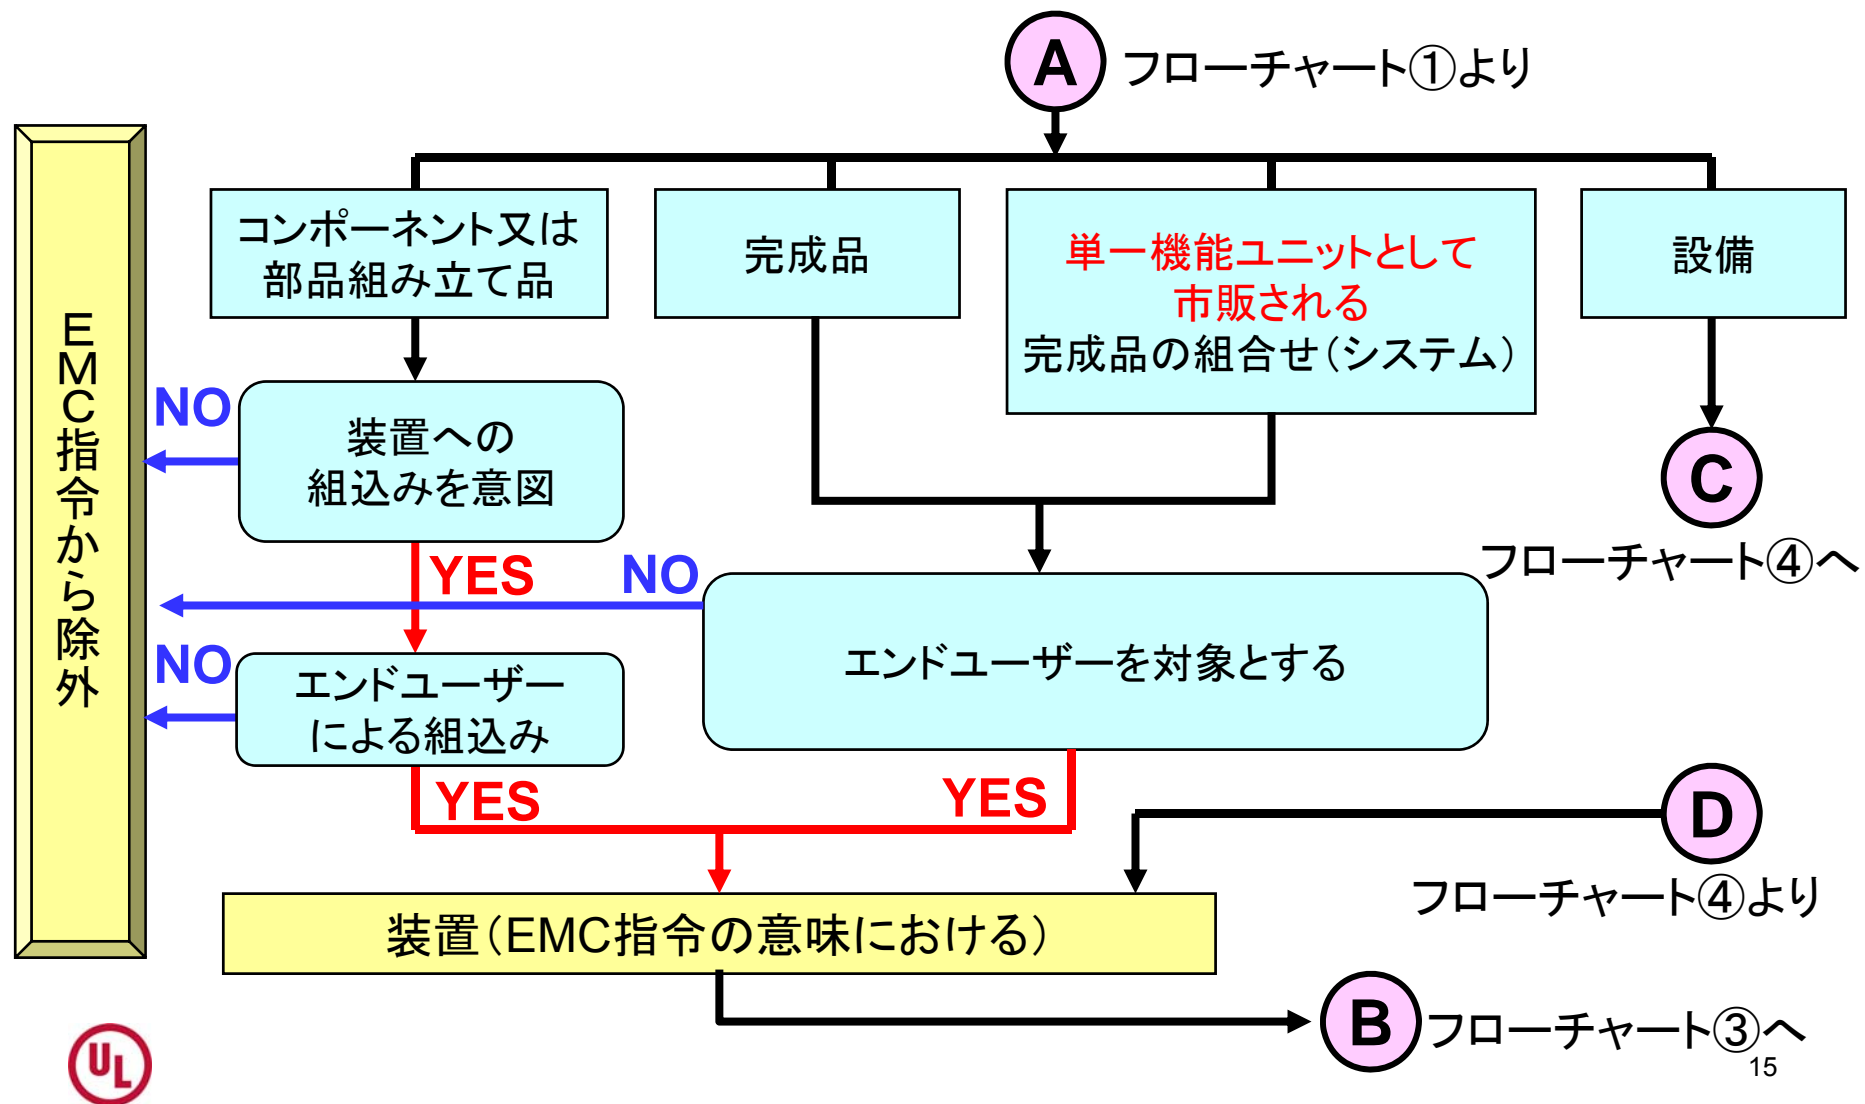 A
フローチャート①より
コンポーネント又は
部品組み立て品
完成品
単一機能ユニットとして
市販される
完成品の組合せ（システム）
設備
EMC指令から除外
NO
装置への
組込みを意図
C
フローチャート④へ
YES
NO
NO
エンドユーザー
による組込み
エンドユーザーを対象とする
YES
YES
D
フローチャート④より
装置（EMC指令の意味における）
B
フローチャート③へ
15
UL